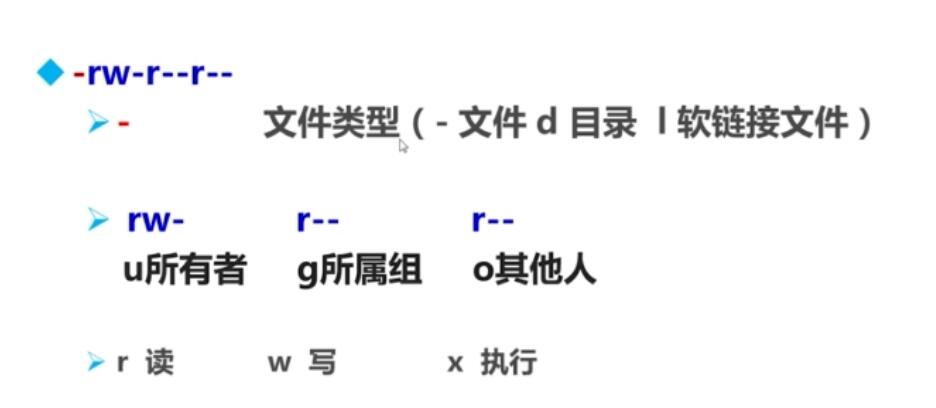 -rw-r--r--
- 文件类型 ( - 文件 d 目录 l 软链接文件 )
rw- r-- r--
u所有者 g所属组 o其他人
r 读 w 写 x 执行